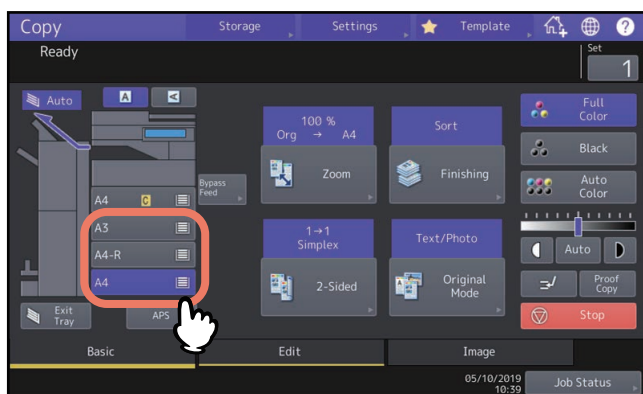 Copy
Storage
Settings
Template
?
Ready
Set
1
Auto
A
A
100 %
Org → A4
Zoom
Sort
Finishing
Full
Color
Black
Auto
Color
Bypass
Feed
A4 C
A3
A4-R
A4
1→1
Simplex
2-Sided
Text/Photo
Original
Mode
Auto
Proof
Copy
Stop
Exit
Tray
APS
Basic
Edit
Image
05/10/2019
10:39
Job Status